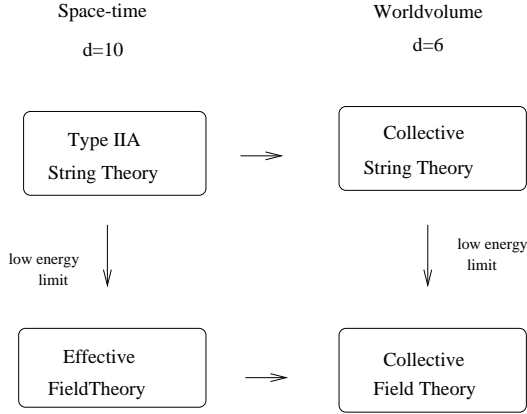 Space-time
d=10
Worldvolume
d=6
Type IIA
String Theory
Collective
String Theory
low energy
limit
low energy
limit
Effective
FieldTheory
Collective
Field Theory